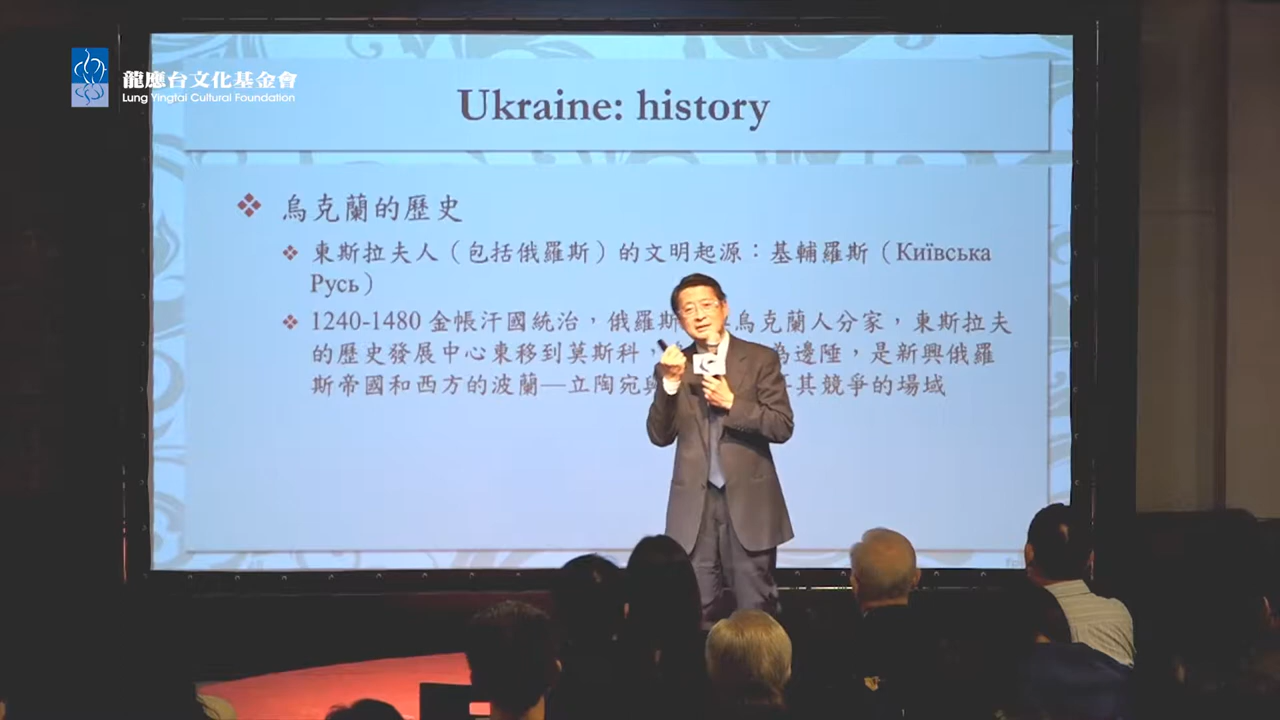 龍應台文化基金會
Lung Yingtai Cultural Foundation
Ukraine: history
烏克蘭的歷史
東斯拉夫人（包括俄羅斯）的文明起源：基輔羅斯（Київська
Русь）
1240-1480 金帳汗國統治，俄羅斯 烏克蘭人分家，東斯拉夫
的歷史發展中心東移到莫斯科， 為邊陲，是新興俄羅
斯帝國和西方的波蘭—立陶宛與 其競爭的場域